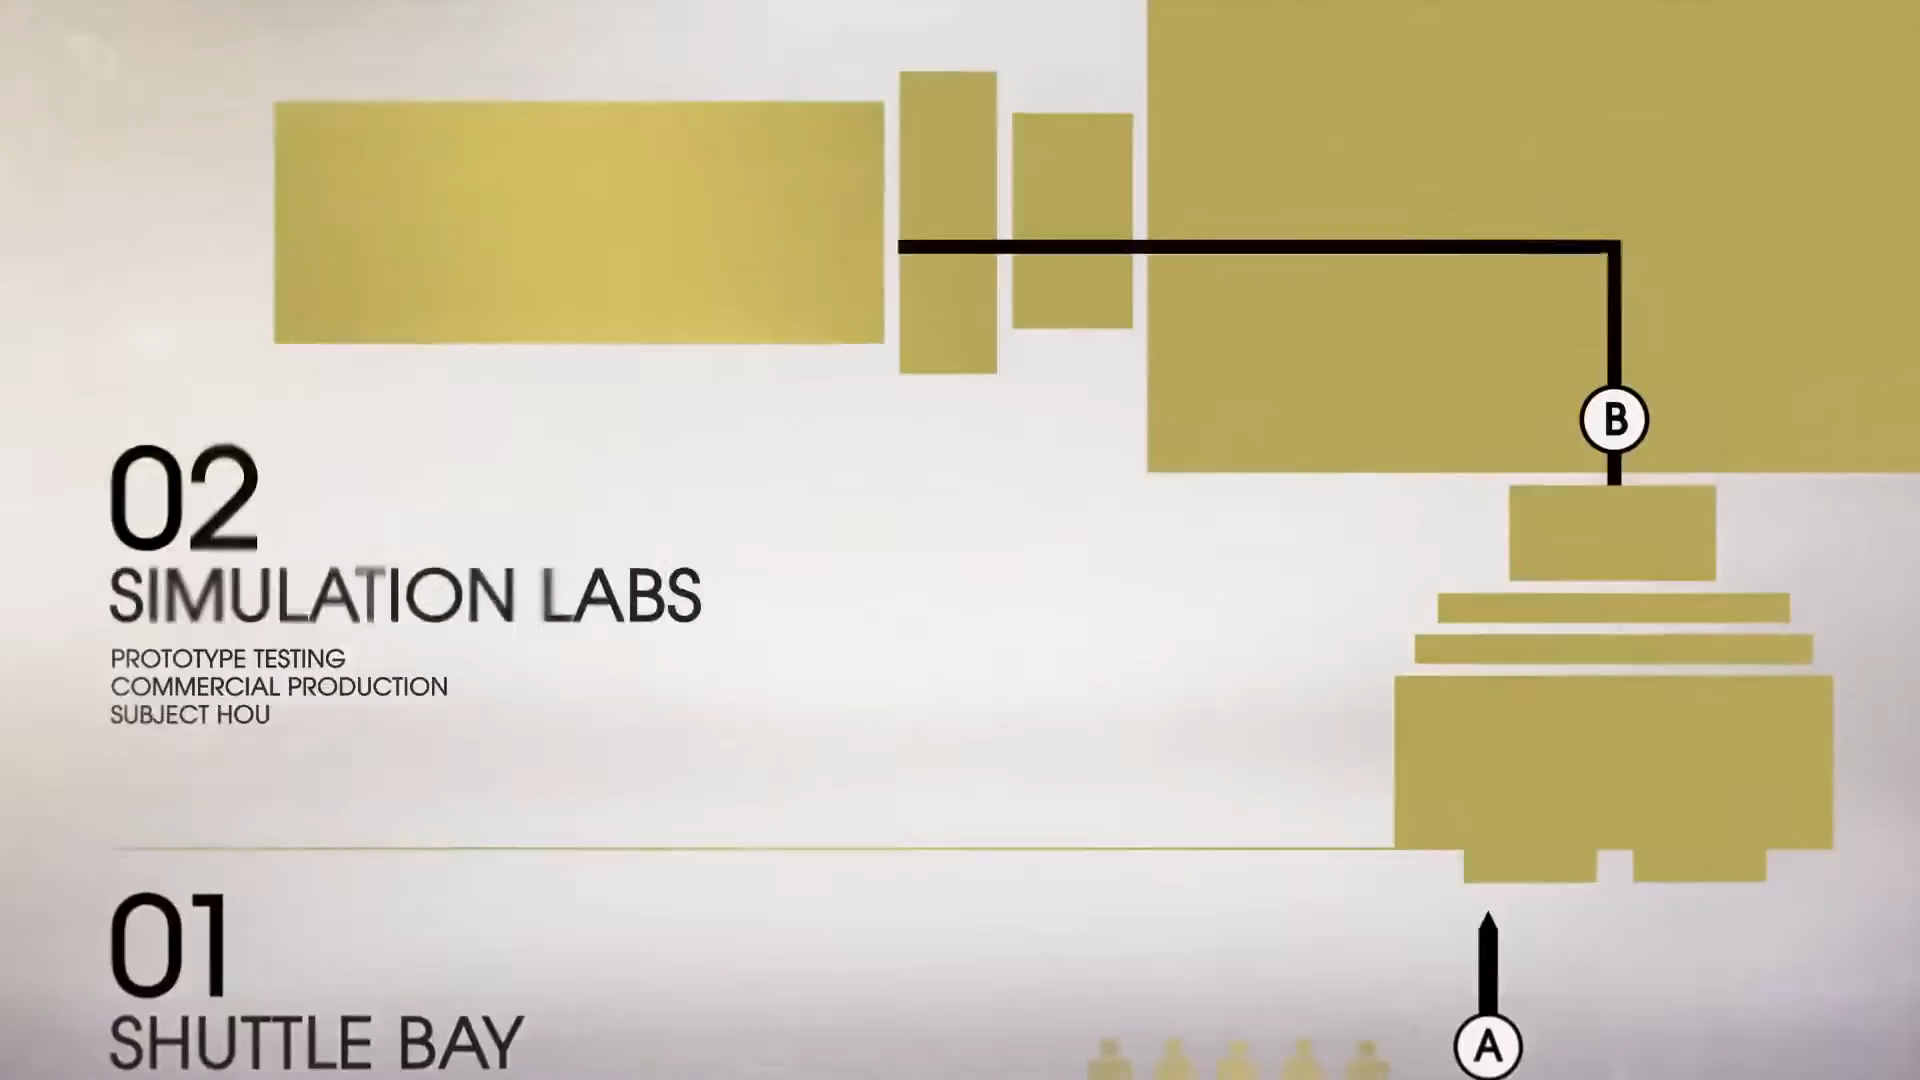 B
02
SIMULATION LABS
PROTOTYPE TESTING
COMMERCIAL PRODUCTION
SUBJECT HOU
01
SHUTTLE BAY
A